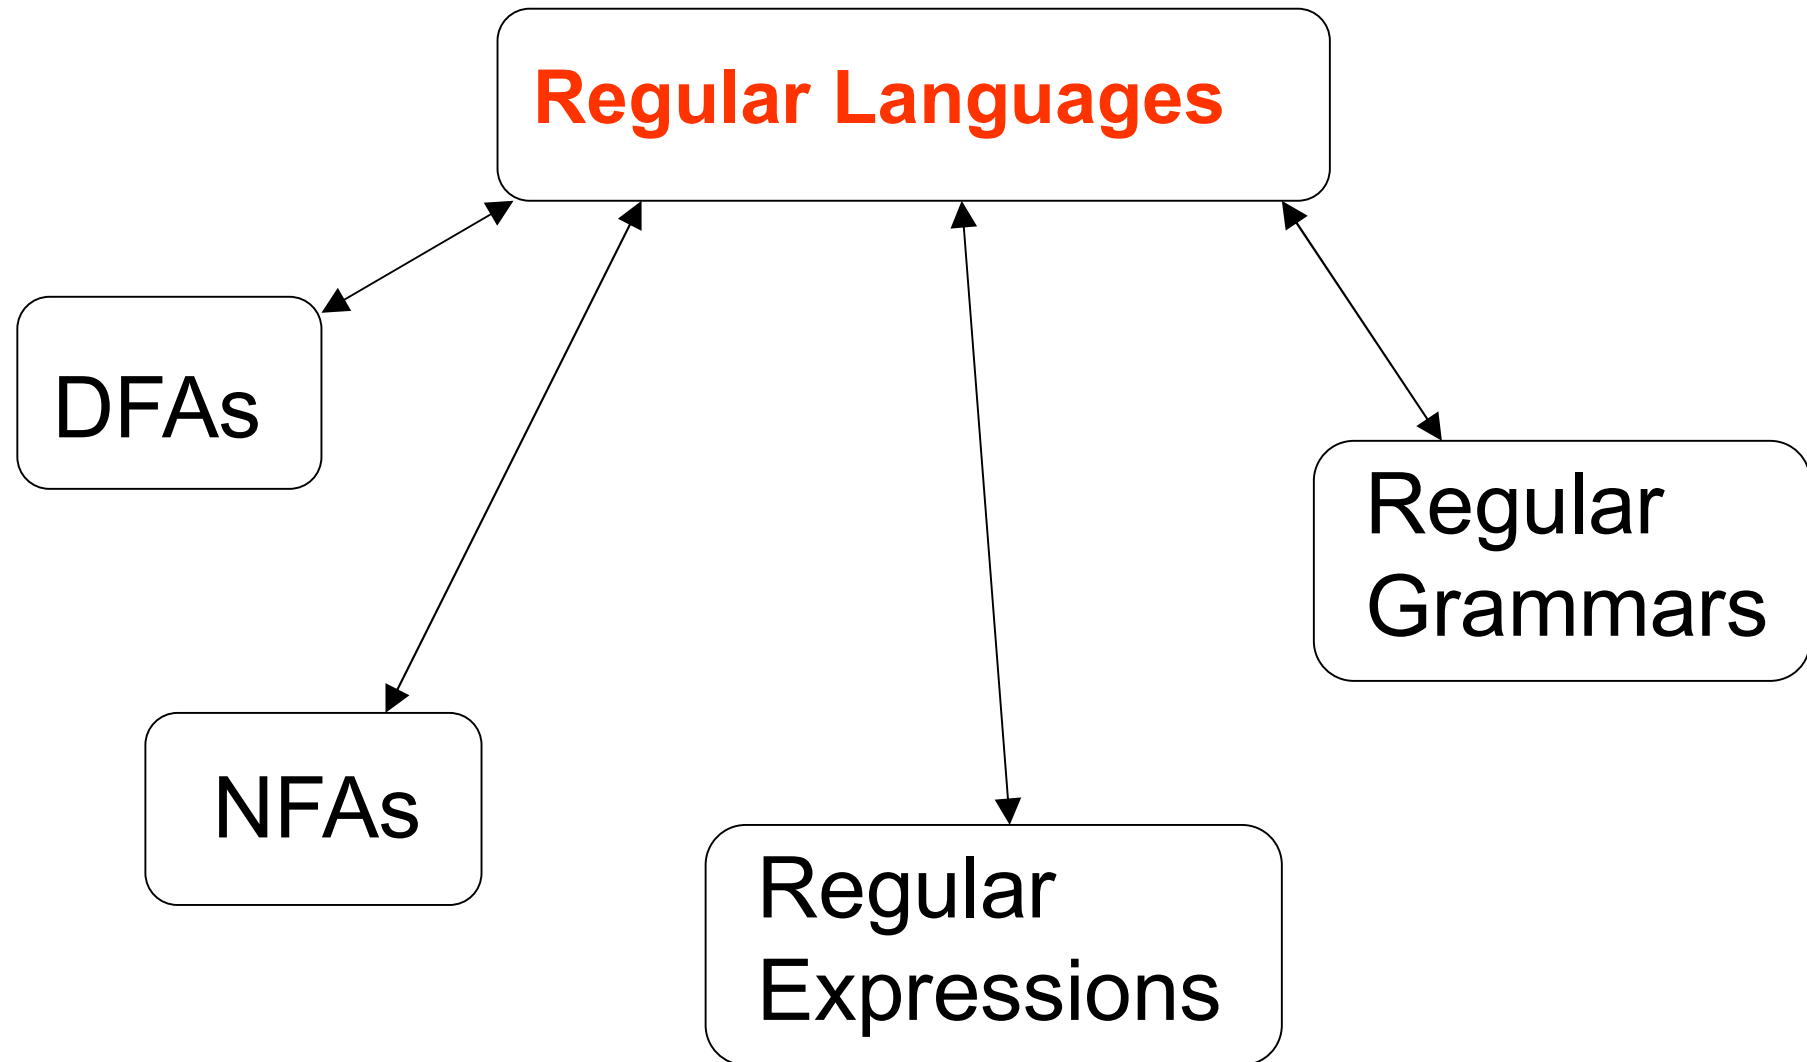 Regular Languages
DFAs
Regular
Grammars
NFAs
Regular
Expressions